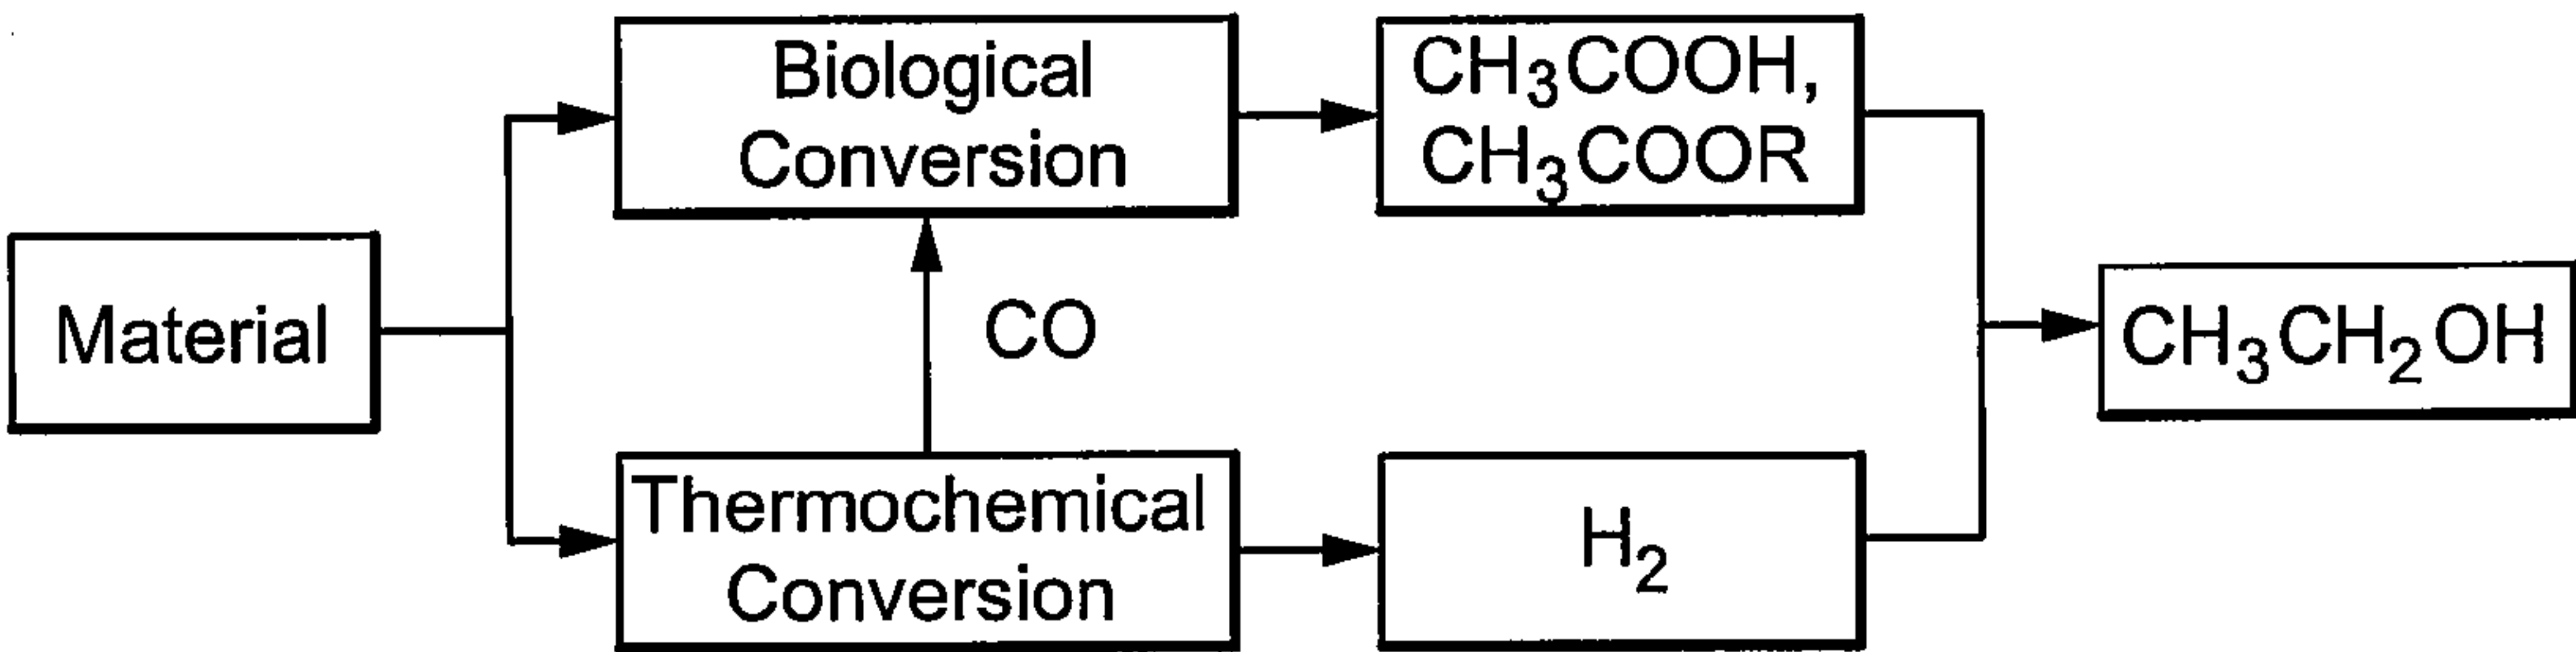 Biological
Conversion
CH₃COOH,
CH₃COOR
Material
CO
CH₃CH₂OH
Thermochemical
Conversion
H₂